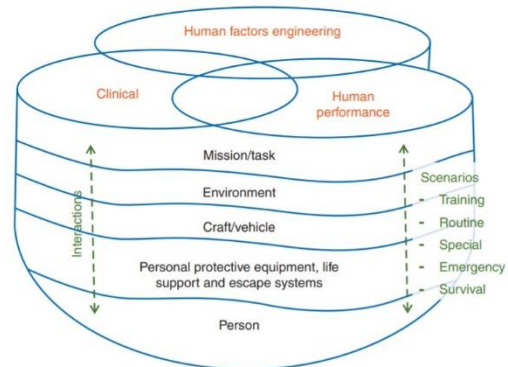 Human factors engineering
Clinical
Human
performance
Mission/task
Environment
Craft/vehicle
Personal protective equipment, life
support and escape systems
Person
Interactions
Scenarios
- Training
- Routine
- Special
- Emergency
- Survival